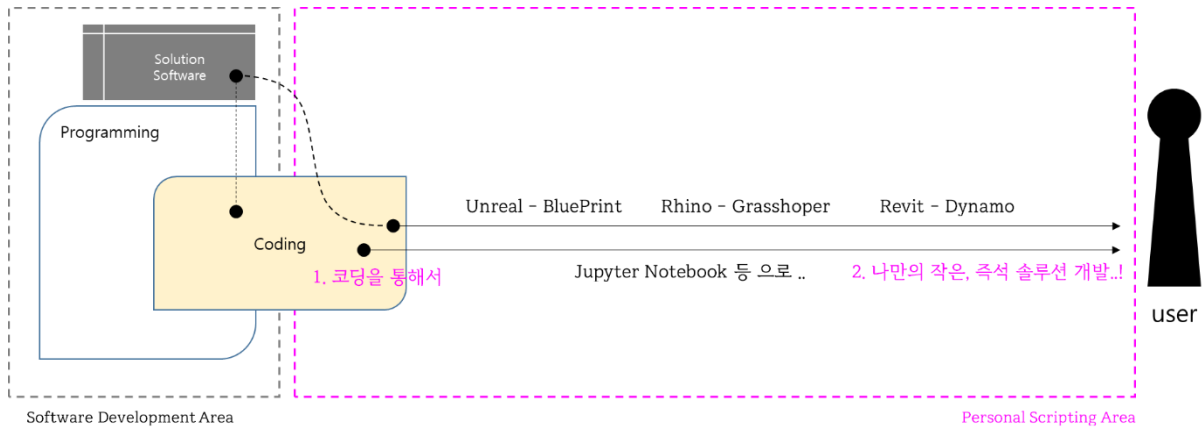 Solution
Software
Programming
Unreal - BluePrint
Rhino - Grasshoper
Revit - Dynamo
Coding
1. 코딩을 통해서
Jupyter Notebook 등 으로 ..
2. 나만의 작은, 즉석 솔루션 개발..!
user
Software Development Area
Personal Scripting Area